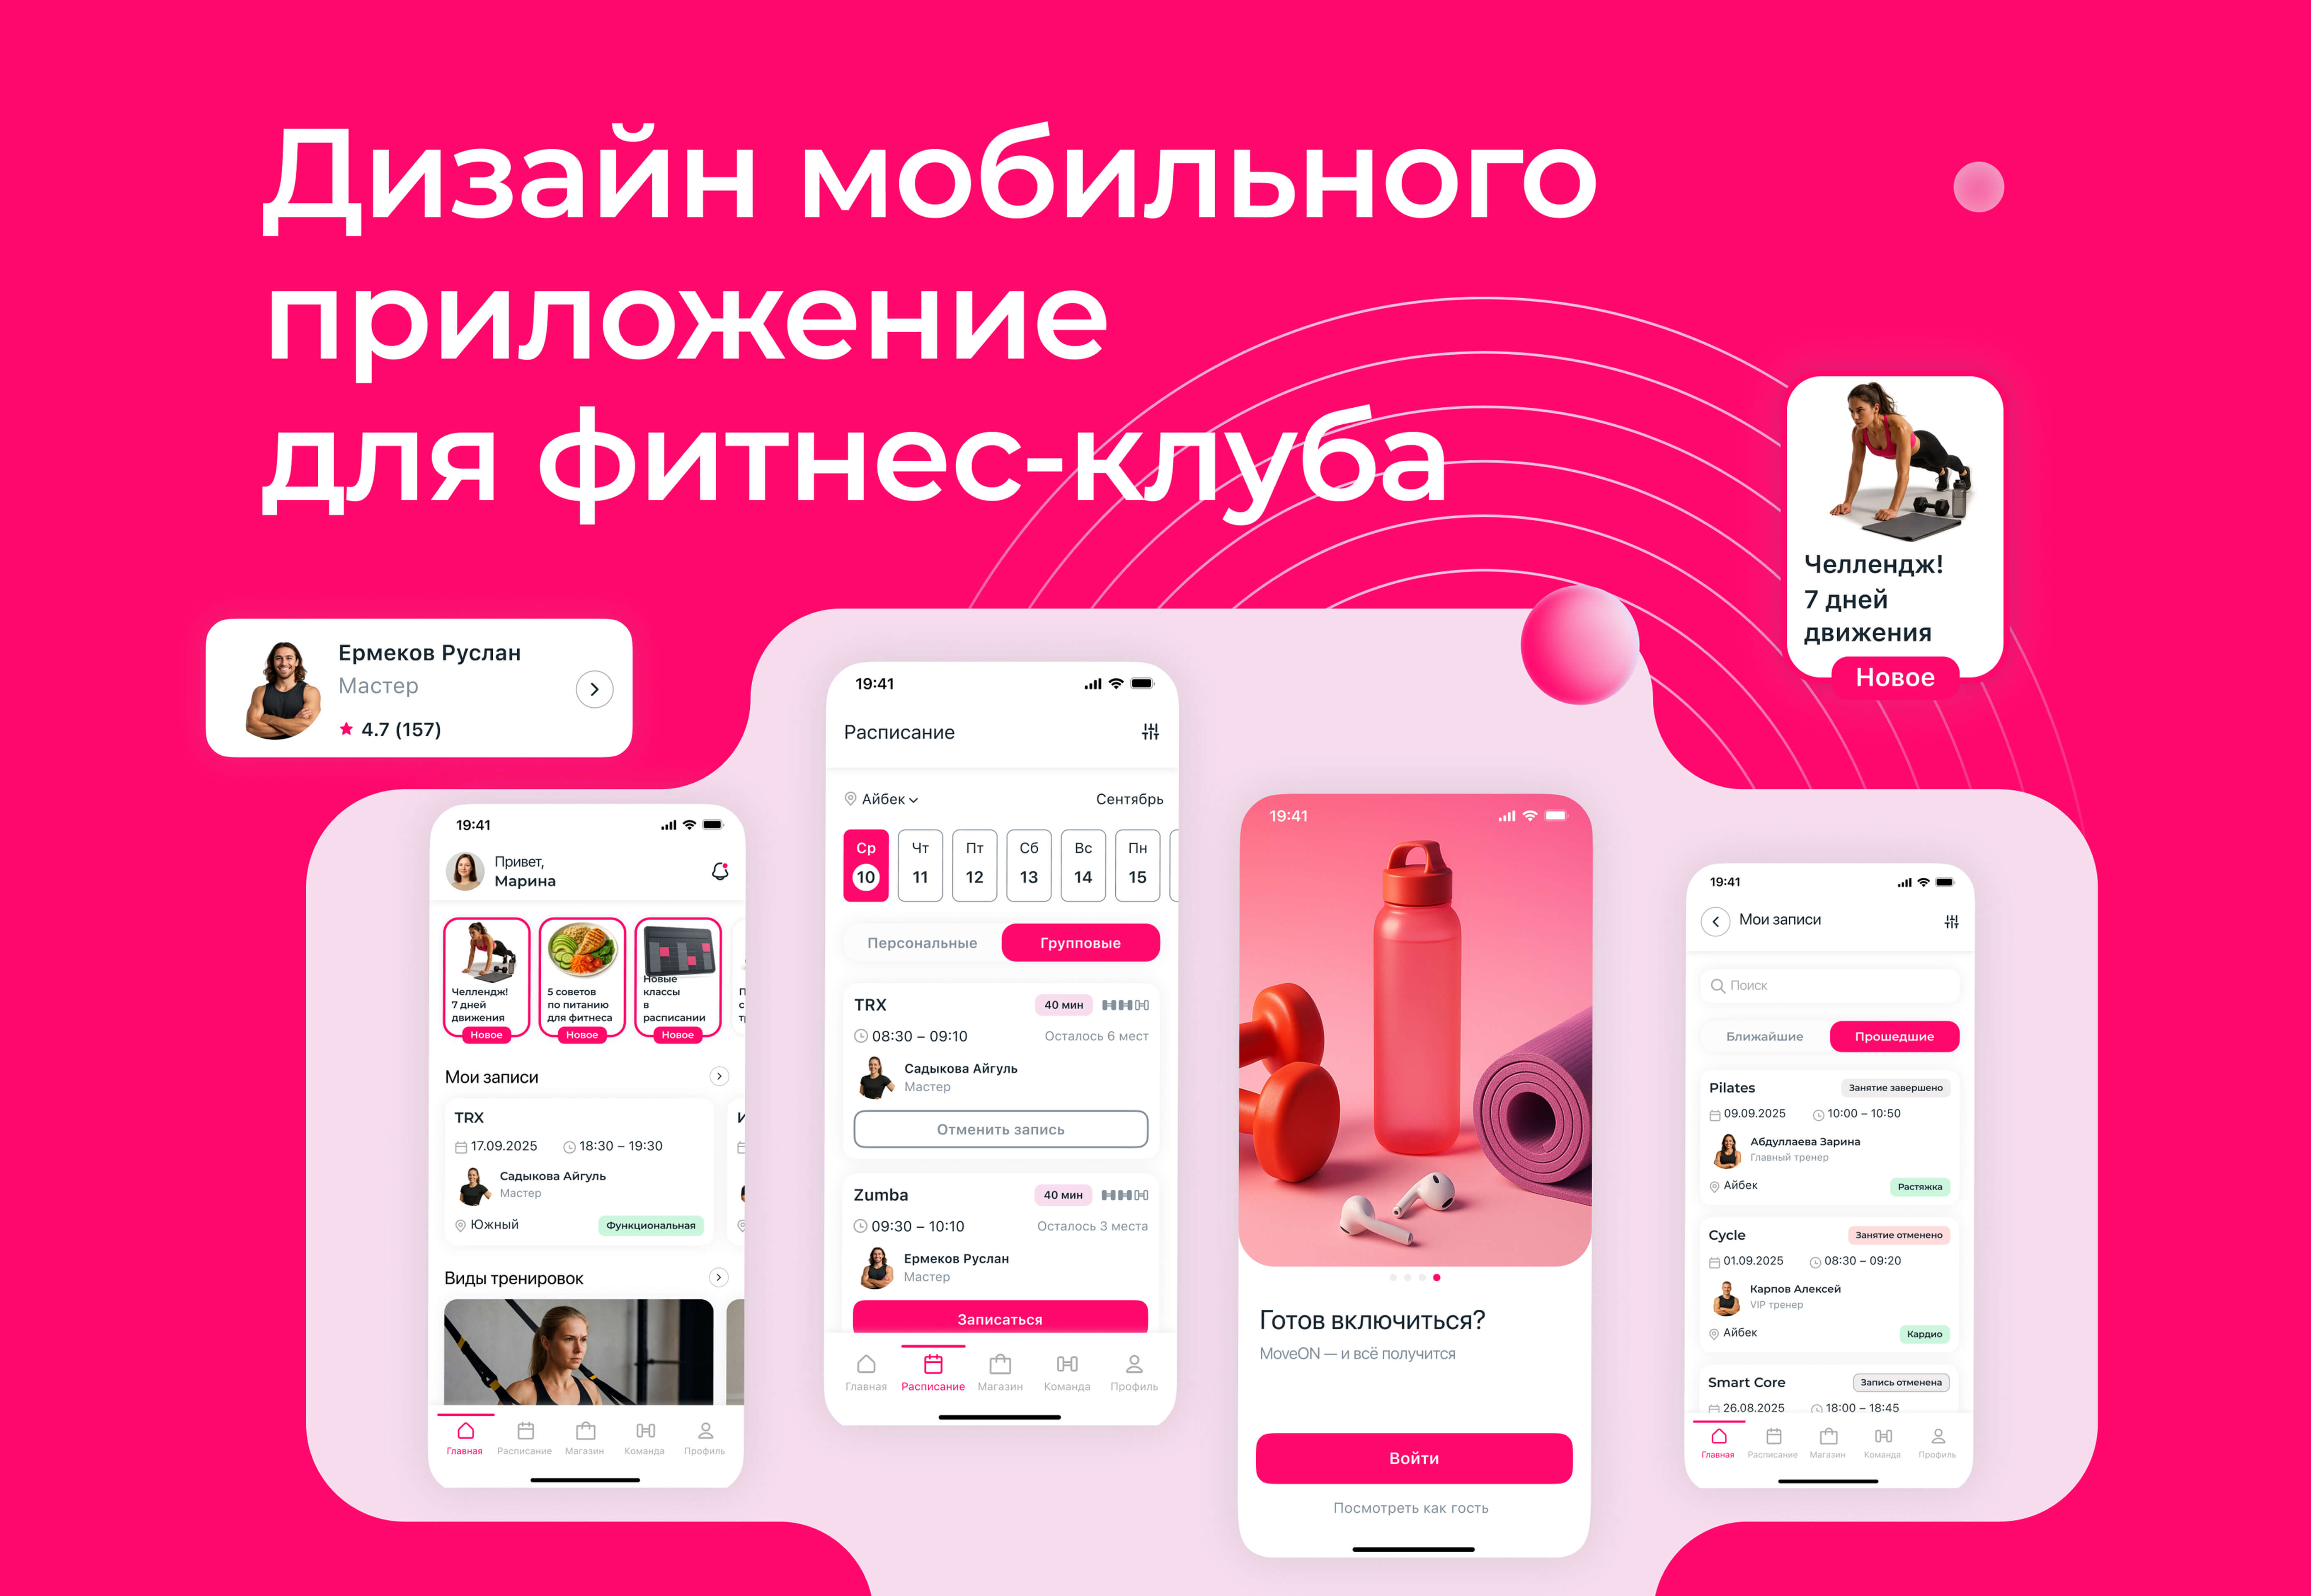 Дизайн мобильного
приложение
для фитнес-клуба
Челлендж!
7 дней
движения
Новое
Ермеков Руслан
Мастер
4.7 (157)
19:41
Привет,
Марина
Челлендж!
7 дней
движения
Новое
5 советов
по питанию
для фитнеса
Новое
Новые
классы
в
расписании
Новое
Мои записи
TRX
17.09.2025 18:30 – 19:30
Садыкова Айгуль
Мастер
Южный Функциональная
Виды тренировок
Главная Расписание Магазин Команда Профиль
19:41
Расписание
Айбек Сентябрь
Ср Чт Пт Сб Вс Пн
10 11 12 13 14 15
Персональные Групповые
TRX 40 мин
08:30 – 09:10 Осталось 6 мест
Садыкова Айгуль
Мастер
Отменить запись
Zumba 40 мин
09:30 – 10:10 Осталось 3 места
Ермеков Руслан
Мастер
Записаться
Главная Расписание Магазин Команда Профиль
19:41
Готов включиться?
MoveON — и всё получится
Войти
Посмотреть как гость
19:41
Мои записи
Поиск
Ближайшие Прошедшие
Pilates Занятие завершено
09.09.2025 10:00 – 10:50
Абдуллаева Зарина
Главный тренер
Айбек Растяжка
Cycle Занятие отменено
01.09.2025 08:30 – 09:20
Карпов Алексей
VIP тренер
Айбек Кардио
Smart Core Запись отменена
26.08.2025 18:00 – 18:45
Главная Расписание Магазин Команда Профиль